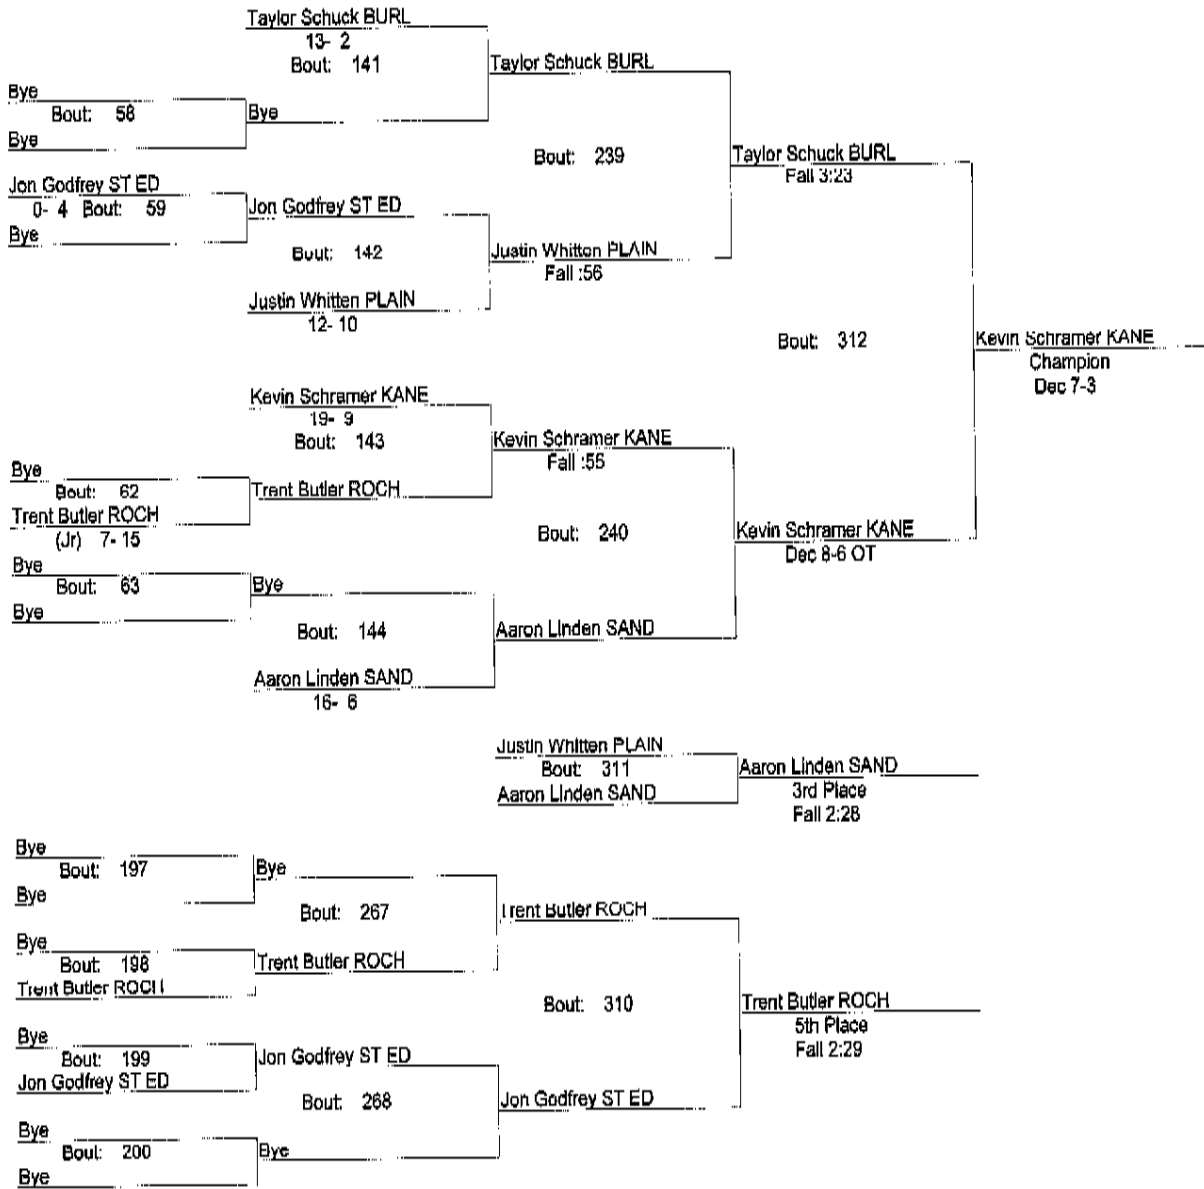 Taylor Schuck BURL
13- 2
Bout: 141
Taylor Schuck BURL
Bye
Bout: 58
Bye
Bye
Bout: 239
Taylor Schuck BURL
Fall 3:23
Jon Godfrey ST ED
0- 4 Bout: 59
Jon Godfrey ST ED
Bye
Bout: 142
Justin Whitten PLAIN
Fall :56
Justin Whitten PLAIN
12- 10
Bout: 312
Kevin Schramer KANE
Champion
Dec 7-3
Kevin Schramer KANE
19- 9
Bout: 143
Kevin Schramer KANE
Fall :55
Bye
Bout: 62
Trent Butler ROCH
Trent Butler ROCH
(Jr) 7- 15
Bout: 240
Kevin Schramer KANE
Dec 8-6 OT
Bye
Bout: 63
Bye
Bye
Bout: 144
Aaron Linden SAND
Aaron Linden SAND
16- 6
Justin Whitten PLAIN
Bout: 311
Aaron Linden SAND
Aaron Linden SAND
3rd Place
Fall 2:28
Bye
Bout: 197
Bye
Bye
Bout: 267
Trent Butler ROCH
Bye
Bout: 198
Trent Butler ROCH
Trent Butler ROCH
Bout: 310
Trent Butler ROCH
5th Place
Fall 2:29
Bye
Bout: 199
Jon Godfrey ST ED
Jon Godfrey ST ED
Bout: 268
Jon Godfrey ST ED
Bye
Bout: 200
Bye
Bye